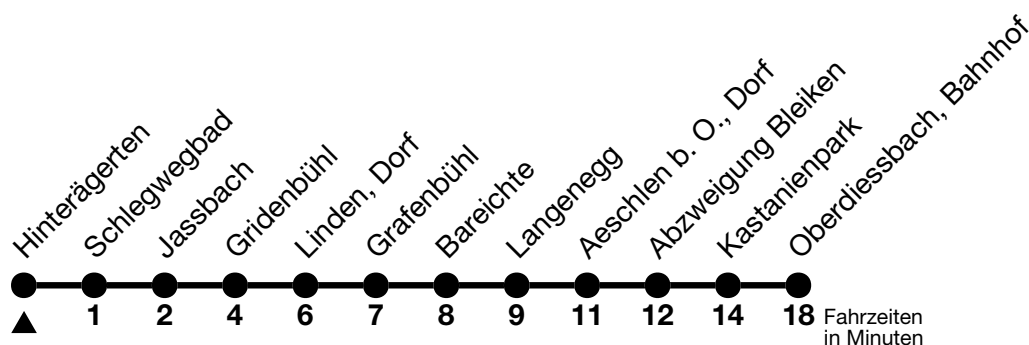 Hinterägerten
Schlegwegbad
Jassbach
Gridenbühl
Linden, Dorf
Grafenbühl
Bareichte
Langenegg
Aeschlen b. O., Dorf
Abzweigung Bleiken
Kastanienpark
Oberdiessbach, Bahnhof
1 2 4 6 7 8 9 11 12 14 18 Fahrzeiten
in Minuten